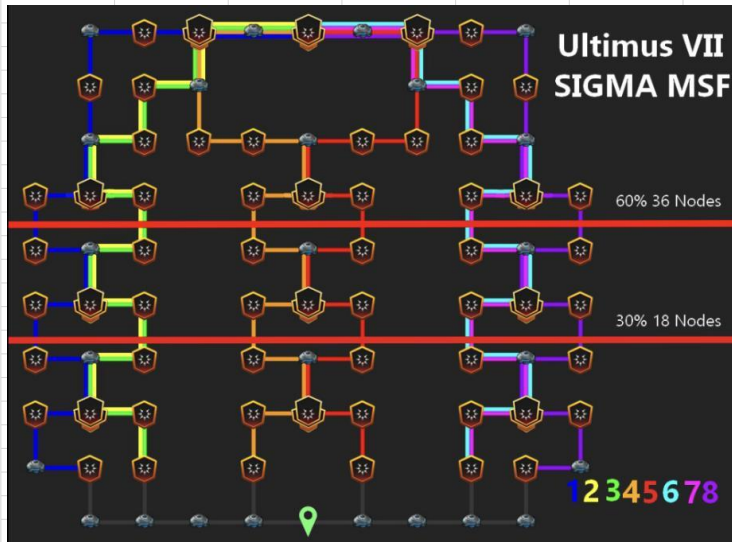 Ultimus VII
SIGMA MSF
60% 36 Nodes
30% 18 Nodes
12345678